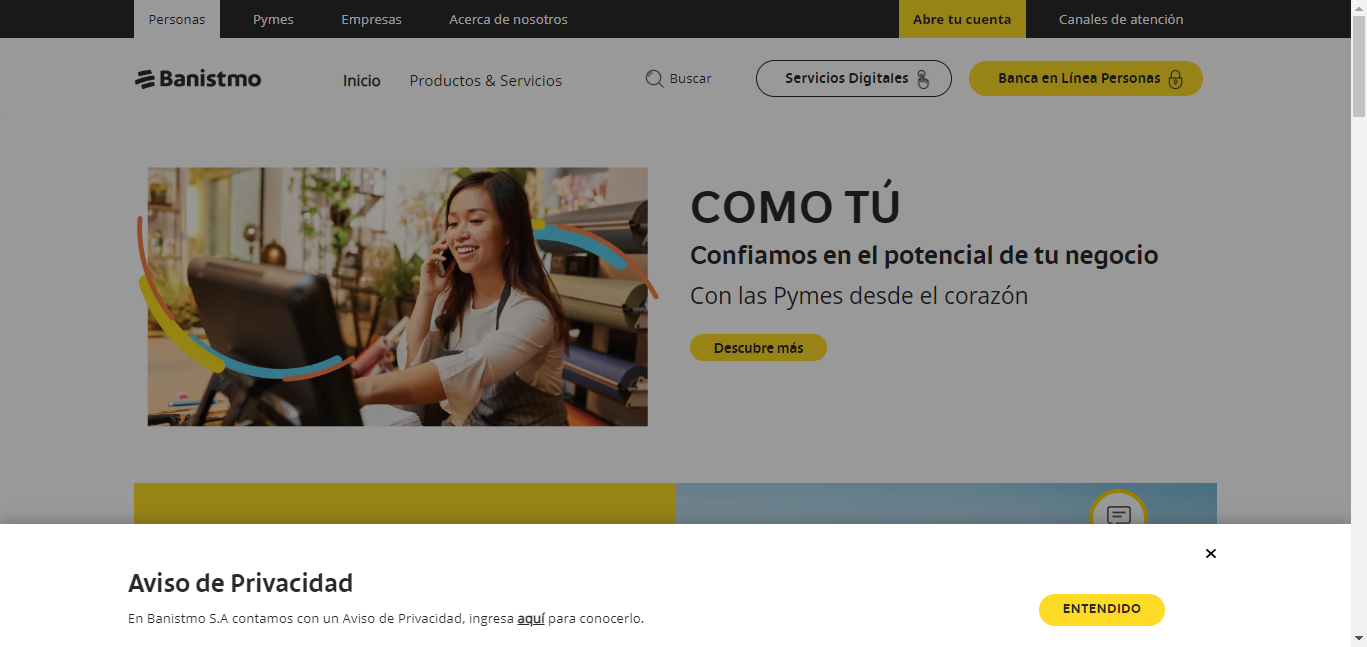 Personas Pymes Empresas Acerca de nosotros Abre tu cuenta Canales de atención
Banistmo Inicio Productos & Servicios Buscar Servicios Digitales Banca en Línea Personas
COMO TÚ
Confiamos en el potencial de tu negocio
Con las Pymes desde el corazón
Descubre más
Aviso de Privacidad
En Banistmo S.A contamos con un Aviso de Privacidad, ingresa aquí para conocerlo.
ENTENDIDO